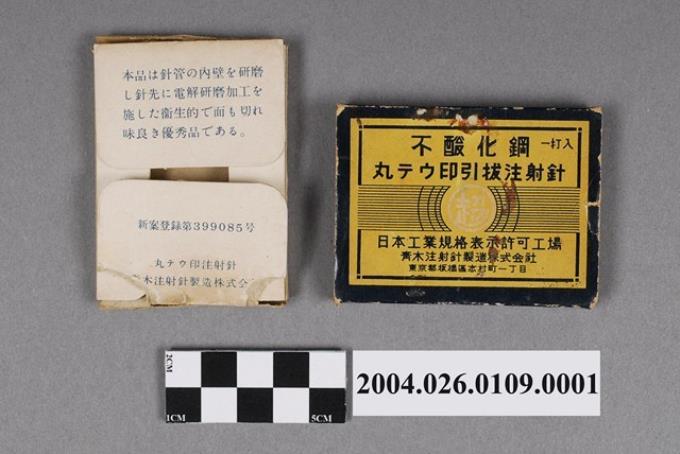 本品は針管の內壁を研磨
し針先に電解研磨加工を
施した衛生的で而も切れ
味良き優秀品である。
新案登録第399085号
丸テウ印注射針
青木注射針製造株式会
不酸化鋼 一打入
丸テウ印引拔注射針
日本工業規格表示許可工場
青木注射針製造株式会社
東京都板橋區志村町一丁目
2CM
1CM
5CM
2004.026.0109.0001